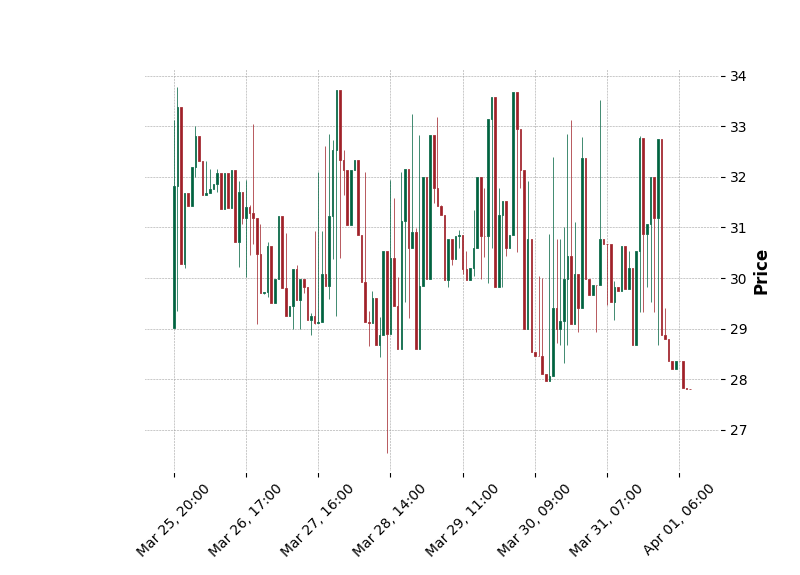 34
33
32
31
30
29
28
27
Price
Mar 25, 20:00
Mar 26, 17:00
Mar 27, 16:00
Mar 28, 14:00
Mar 29, 11:00
Mar 30, 09:00
Mar 31, 07:00
Apr 01, 06:00